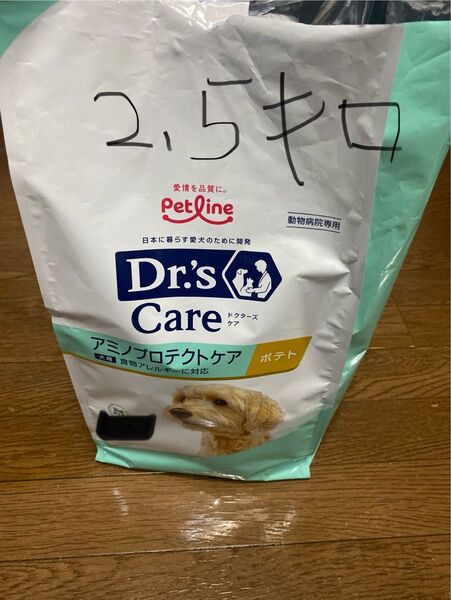 2.5キロ
愛情を品質に。
Petline
動物病院専用
日本に暮らす愛犬のために開発
Dr.'s
Care ドクターズ
ケア
アミノプロテクトケア ポテト
犬用 食物アレルギーに対応